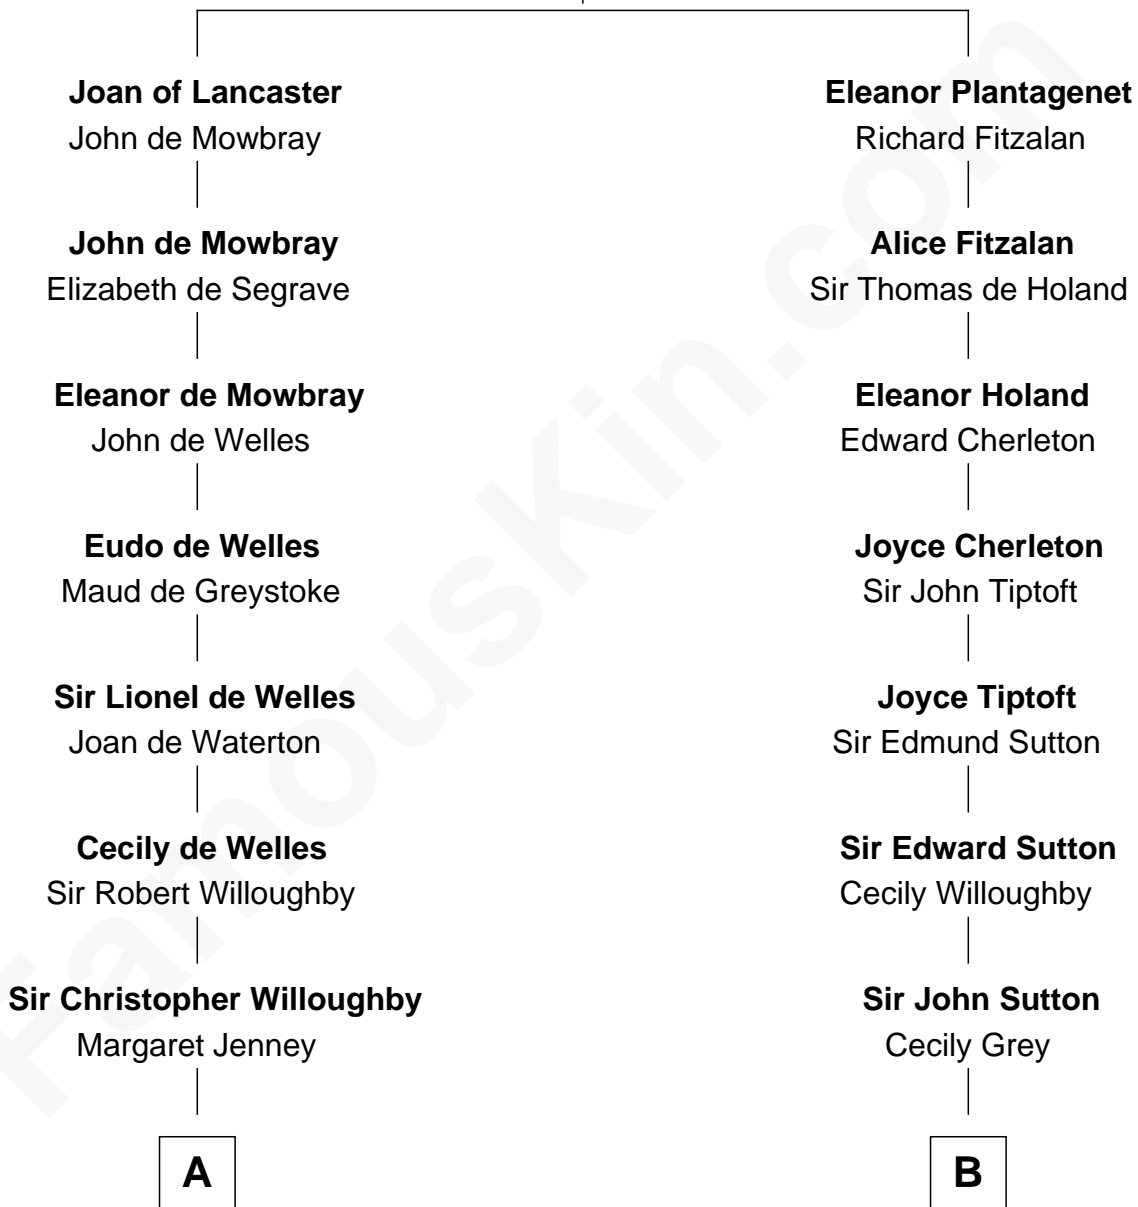 Joan of Lancaster
John de Mowbray
John de Mowbray
Elizabeth de Segrave
Eleanor de Mowbray
John de Welles
Eudo de Welles
Maud de Greystoke
Sir Lionel de Welles
Joan de Waterton
Cecily de Welles
Sir Robert Willoughby
Sir Christopher Willoughby
Margaret Jenney
A
Eleanor Plantagenet
Richard Fitzalan
Alice Fitzalan
Sir Thomas de Holand
Eleanor Holand
Edward Cherleton
Joyce Cherleton
Sir John Tiptoft
Joyce Tiptoft
Sir Edmund Sutton
Sir Edward Sutton
Cecily Willoughby
Sir John Sutton
Cecily Grey
B
FamousKin.com